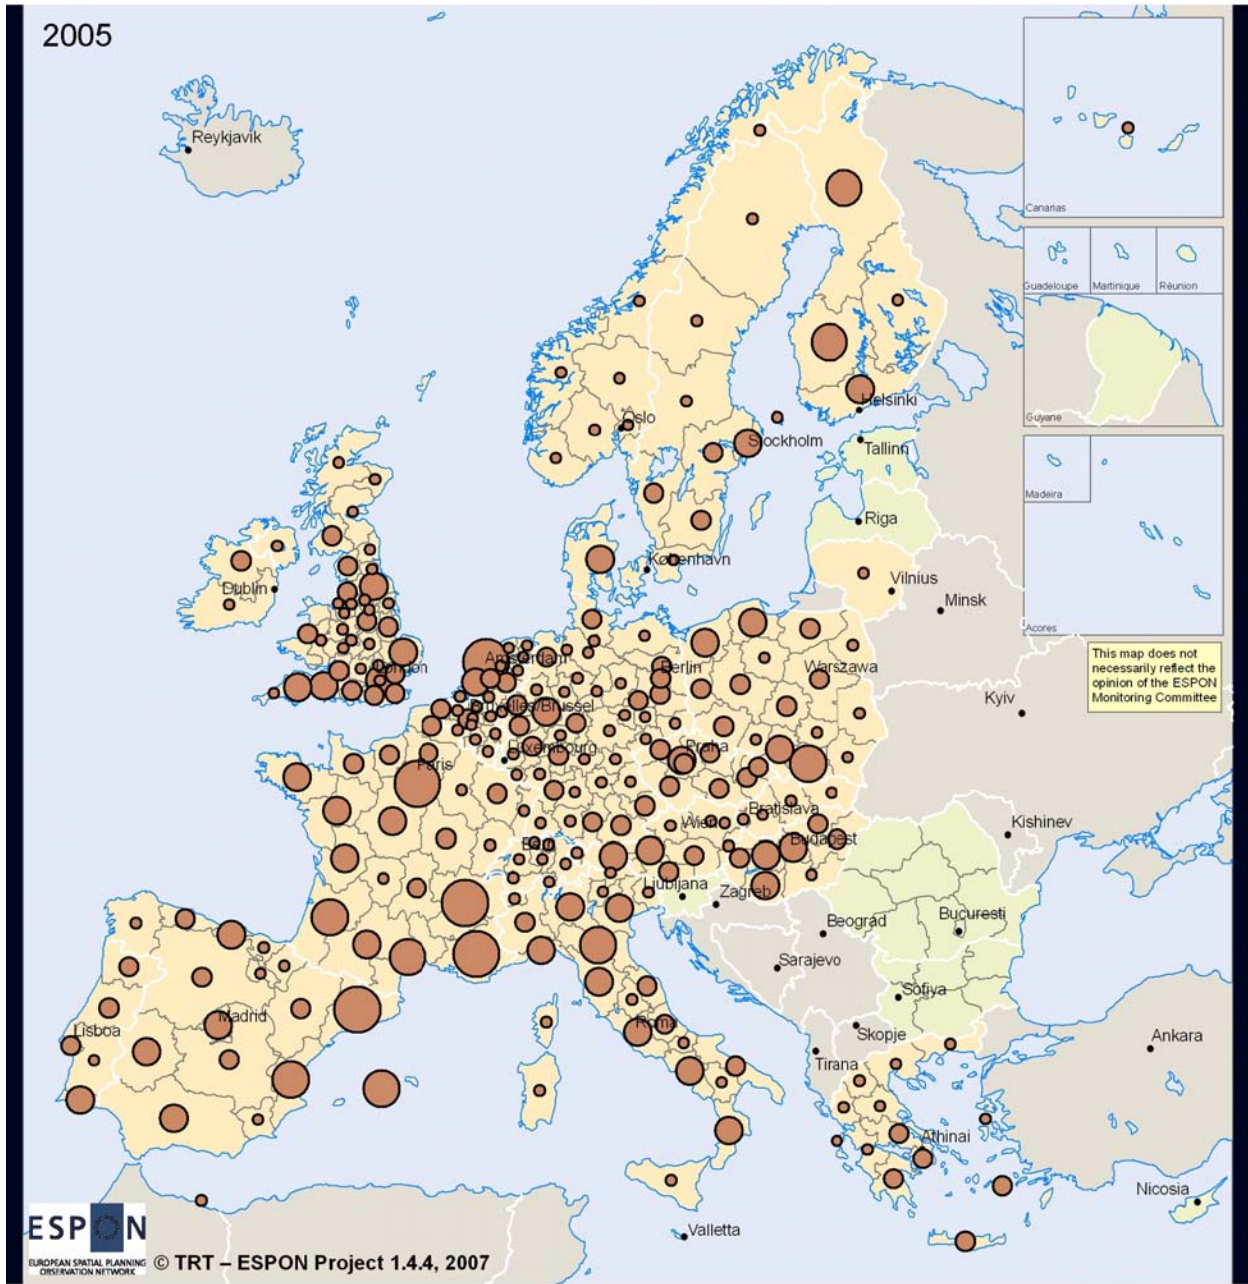 2005
Reykjavik
Canarias
Guadeloupe
Martinique
Réunion
Guyane
Oslo
Helsinki
Stockholm
Tallinn
Madeira
Riga
Dublin
København
Vilnius
Minsk
Acores
This map does not
necessarily reflect the
opinion of the ESPON
Monitoring Committee
London
Amsterdam
Berlin
Warszawa
Bruxelles/Brussel
Kyiv
Luxembourg
Praha
Paris
Bratislava
Wien
Kishinev
Bern
Budapest
Ljubljana
Zagreb
Beograd
Bucuresti
Sarajevo
Sofiya
Madrid
Lisboa
Roma
Skopje
Ankara
Tirana
Athinai
Nicosia
Valletta
ESPON
EUROPEAN SPATIAL PLANNING
OBSERVATION NETWORK
© TRT – ESPON Project 1.4.4, 2007